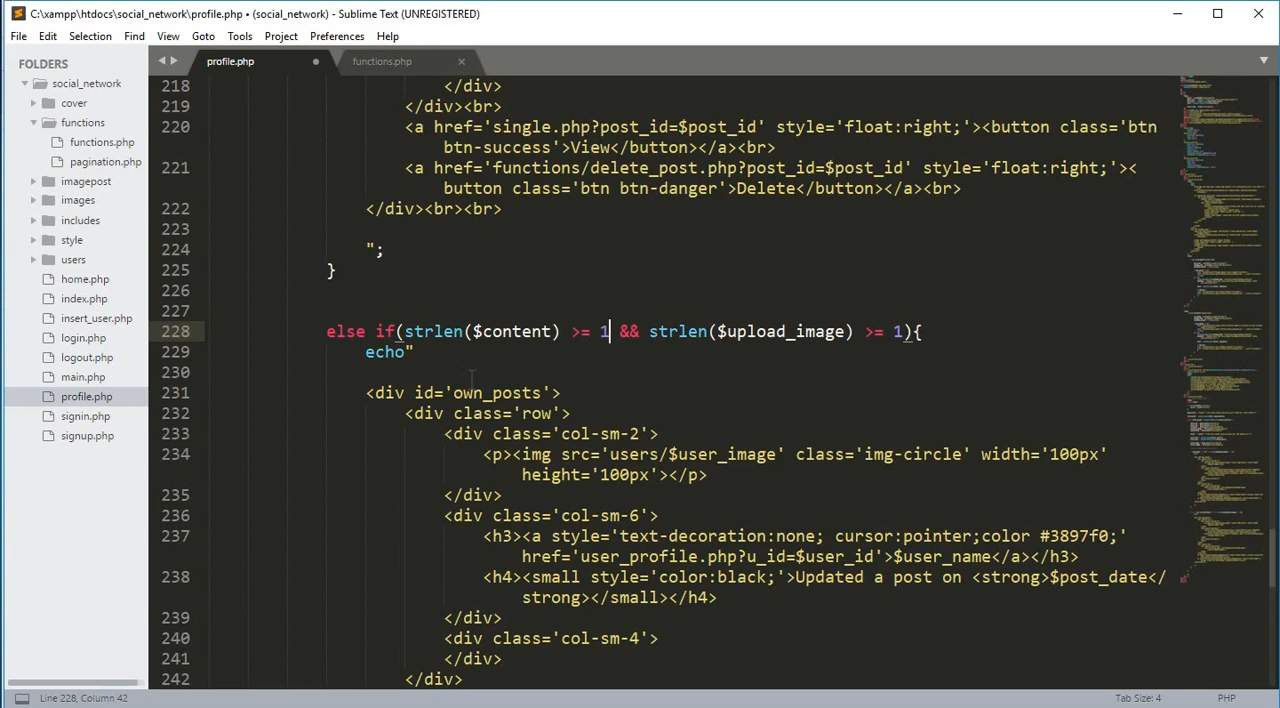 C:\xampp\htdocs\social_network\profile.php • (social_network) - Sublime Text (UNREGISTERED)
File Edit Selection Find View Goto Tools Project Preferences Help
FOLDERS
social_network
cover
functions
functions.php
pagination.php
imagepost
images
includes
style
users
home.php
index.php
insert_user.php
login.php
logout.php
main.php
profile.php
signin.php
signup.php
profile.php functions.php
218 </div>
219 </div><br>
220 <a href='single.php?post_id=$post_id' style='float:right;'><button class='btn
btn-success'>View</button></a><br>
221 <a href='functions/delete_post.php?post_id=$post_id' style='float:right;'><
button class='btn btn-danger'>Delete</button></a><br>
222 </div><br><br>
223
224 ";
225 }
226
227
228 else if(strlen($content) >= 1 && strlen($upload_image) >= 1){
229 echo"
230
231 <div id='own_posts'>
232 <div class='row'>
233 <div class='col-sm-2'>
234 <p><img src='users/$user_image' class='img-circle' width='100px'
height='100px'></p>
235 </div>
236 <div class='col-sm-6'>
237 <h3><a style='text-decoration:none; cursor:pointer;color #3897f0;'
href='user_profile.php?u_id=$user_id'>$user_name</a></h3>
238 <h4><small style='color:black;'>Updated a post on <strong>$post_date</
strong></small></h4>
239 </div>
240 <div class='col-sm-4'>
241 </div>
242 </div>
Line 228, Column 42 Tab Size: 4 PHP